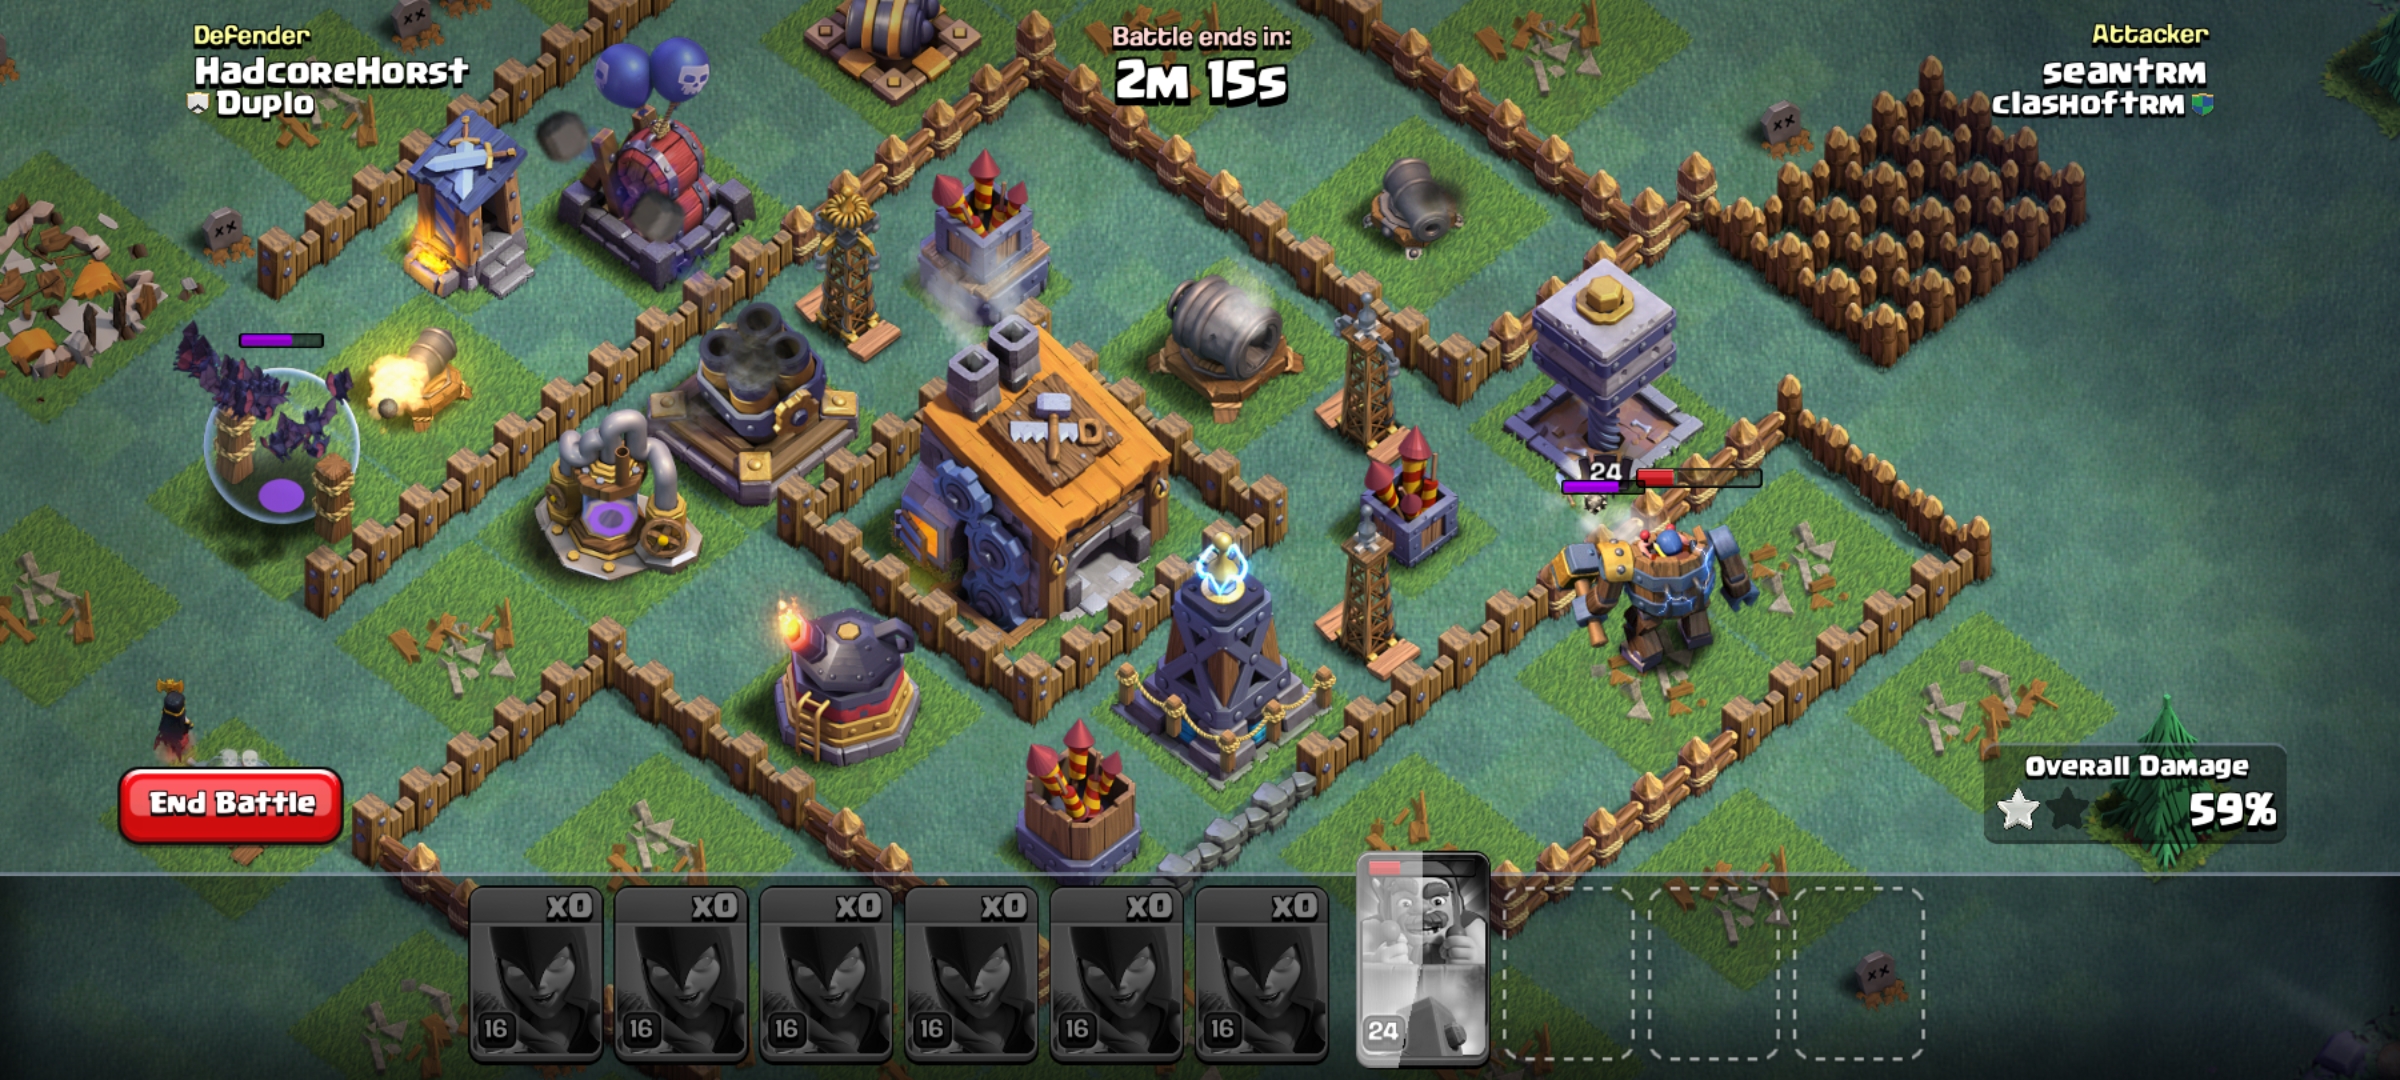 Defender
HadcoreHorst
Duplo
Battle ends in:
2M 15s
Attacker
seantRM
clashoftRM
24
End Battle
Overall Damage
59%
x0
x0
x0
x0
x0
x0
16
16
16
16
16
16
24